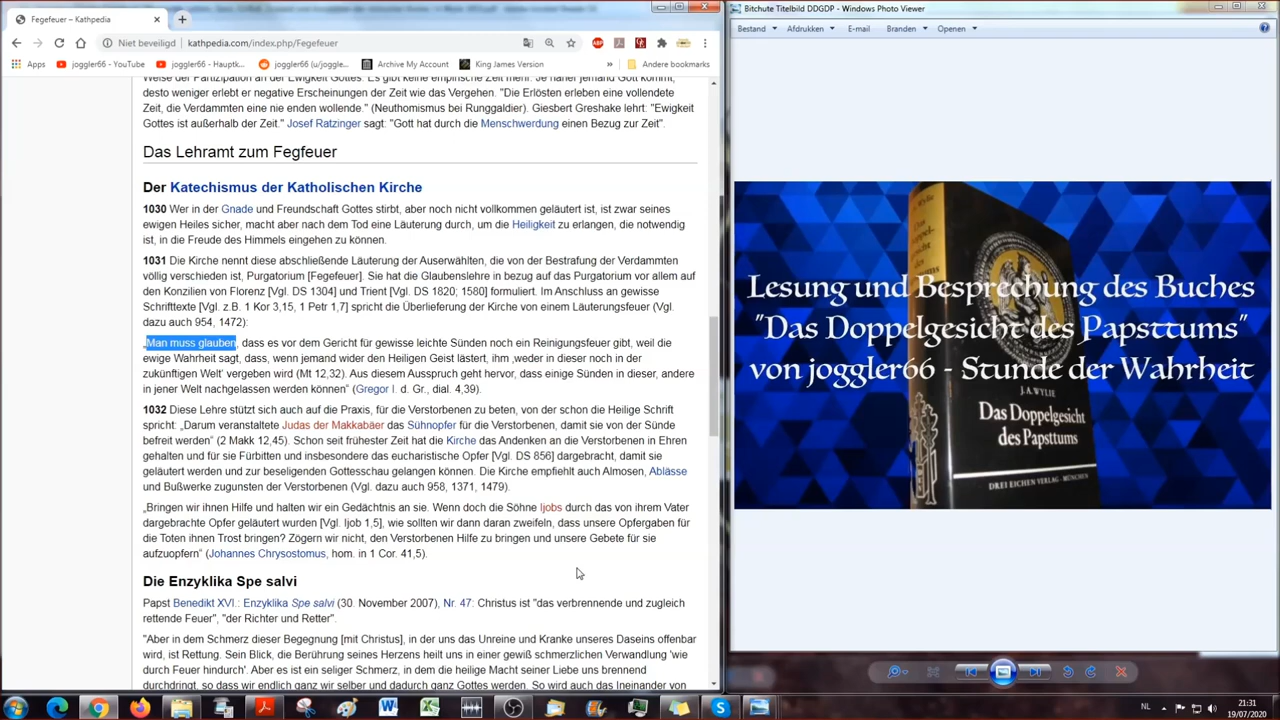 Fegefeuer – Kathpedia
Nicht beveiligd
kathpedia.com/index.php/Fegefeuer
Apps
joggler66 - YouTube
joggler66 - Hauptk...
joggler66 (u/joggle...
Archive My Account
King James Version
»
Andere bookmarks
desto weniger erlebt er negative Erscheinungen der Zeit wie das Vergehen. "Die Erlösten erleben eine vollendete
Zeit, die Verdammten eine nie enden wollende." (Neuthomismus bei Runggaldier). Giesbert Greshake lehrt: "Ewigkeit
Gottes ist außerhalb der Zeit." Josef Ratzinger sagt: "Gott hat durch die Menschwerdung einen Bezug zur Zeit".
Das Lehramt zum Fegfeuer
Der Katechismus der Katholischen Kirche
1030 Wer in der Gnade und Freundschaft Gottes stirbt, aber noch nicht vollkommen geläutert ist, ist zwar seines
ewigen Heiles sicher, macht aber nach dem Tod eine Läuterung durch, um die Heiligkeit zu erlangen, die notwendig
ist, in die Freude des Himmels eingehen zu können.
1031 Die Kirche nennt diese abschließende Läuterung der Auserwählten, die von der Bestrafung der Verdammten
völlig verschieden ist, Purgatorium [Fegefeuer]. Sie hat die Glaubenslehre in bezug auf das Purgatorium vor allem auf
den Konzilien von Florenz [Vgl. DS 1304] und Trient [Vgl. DS 1820; 1580] formuliert. Im Anschluss an gewisse
Schrifttexte [Vgl. z.B. 1 Kor 3,15, 1 Petr 1,7] spricht die Überlieferung der Kirche von einem Läuterungsfeuer (Vgl.
dazu auch 954, 1472):
„Man muss glauben, dass es vor dem Gericht für gewisse leichte Sünden noch ein Reinigungsfeuer gibt, weil die
ewige Wahrheit sagt, dass, wenn jemand wider den Heiligen Geist lästert, ihm ‚weder in dieser noch in der
zukünftigen Welt' vergeben wird (Mt 12,32). Aus diesem Ausspruch geht hervor, dass einige Sünden in dieser, andere
in jener Welt nachgelassen werden können" (Gregor I. d. Gr., dial. 4,39).
1032 Diese Lehre stützt sich auch auf die Praxis, für die Verstorbenen zu beten, von der schon die Heilige Schrift
spricht: „Darum veranstaltete Judas der Makkabäer das Sühnopfer für die Verstorbenen, damit sie von der Sünde
befreit werden" (2 Makk 12,45). Schon seit frühester Zeit hat die Kirche das Andenken an die Verstorbenen in Ehren
gehalten und für sie Fürbitten und insbesondere das eucharistische Opfer [Vgl. DS 856] dargebracht, damit sie
geläutert werden und zur beseligenden Gottesschau gelangen können. Die Kirche empfiehlt auch Almosen, Ablässe
und Bußwerke zugunsten der Verstorbenen (Vgl. dazu auch 958, 1371, 1479).
„Bringen wir ihnen Hilfe und halten wir ein Gedächtnis an sie. Wenn doch die Söhne Ijobs durch das von ihrem Vater
dargebrachte Opfer geläutert wurden [Vgl. Ijob 1,5], wie sollten wir dann daran zweifeln, dass unsere Opfergaben für
die Toten ihnen Trost bringen? Zögern wir nicht, den Verstorbenen Hilfe zu bringen und unsere Gebete für sie
aufzuopfern" (Johannes Chrysostomus, hom. in 1 Cor. 41,5).
Die Enzyklika Spe salvi
Papst Benedikt XVI.: Enzyklika Spe salvi (30. November 2007), Nr. 47: Christus ist "das verbrennende und zugleich
rettende Feuer", "der Richter und Retter".
"Aber in dem Schmerz dieser Begegnung [mit Christus], in der uns das Unreine und Kranke unseres Daseins offenbar
wird, ist Rettung. Sein Blick, die Berührung seines Herzens heilt uns in einer gewiß schmerzlichen Verwandlung 'wie
durch Feuer hindurch'. Aber es ist ein seliger Schmerz, in dem die heilige Macht seiner Liebe uns brennend
durchdringt, so dass wir endlich ganz wir selber und dadurch ganz Gottes werden. So wird auch das Ineinander von
Bitchute Titelbild DDGDP - Windows Photo Viewer
Bestand
Afdrukken
E-mail
Branden
Openen
Lesung und Besprechung des Buches
"Das Doppelgesicht des Papsttums"
von joggler66 - Stunde der Wahrheit
J.A. WYLIE
Das Doppelgesicht
des Papsttums
DREI EICHEN VERLAG · MÜNCHEN
NL
21:31
19/07/2020